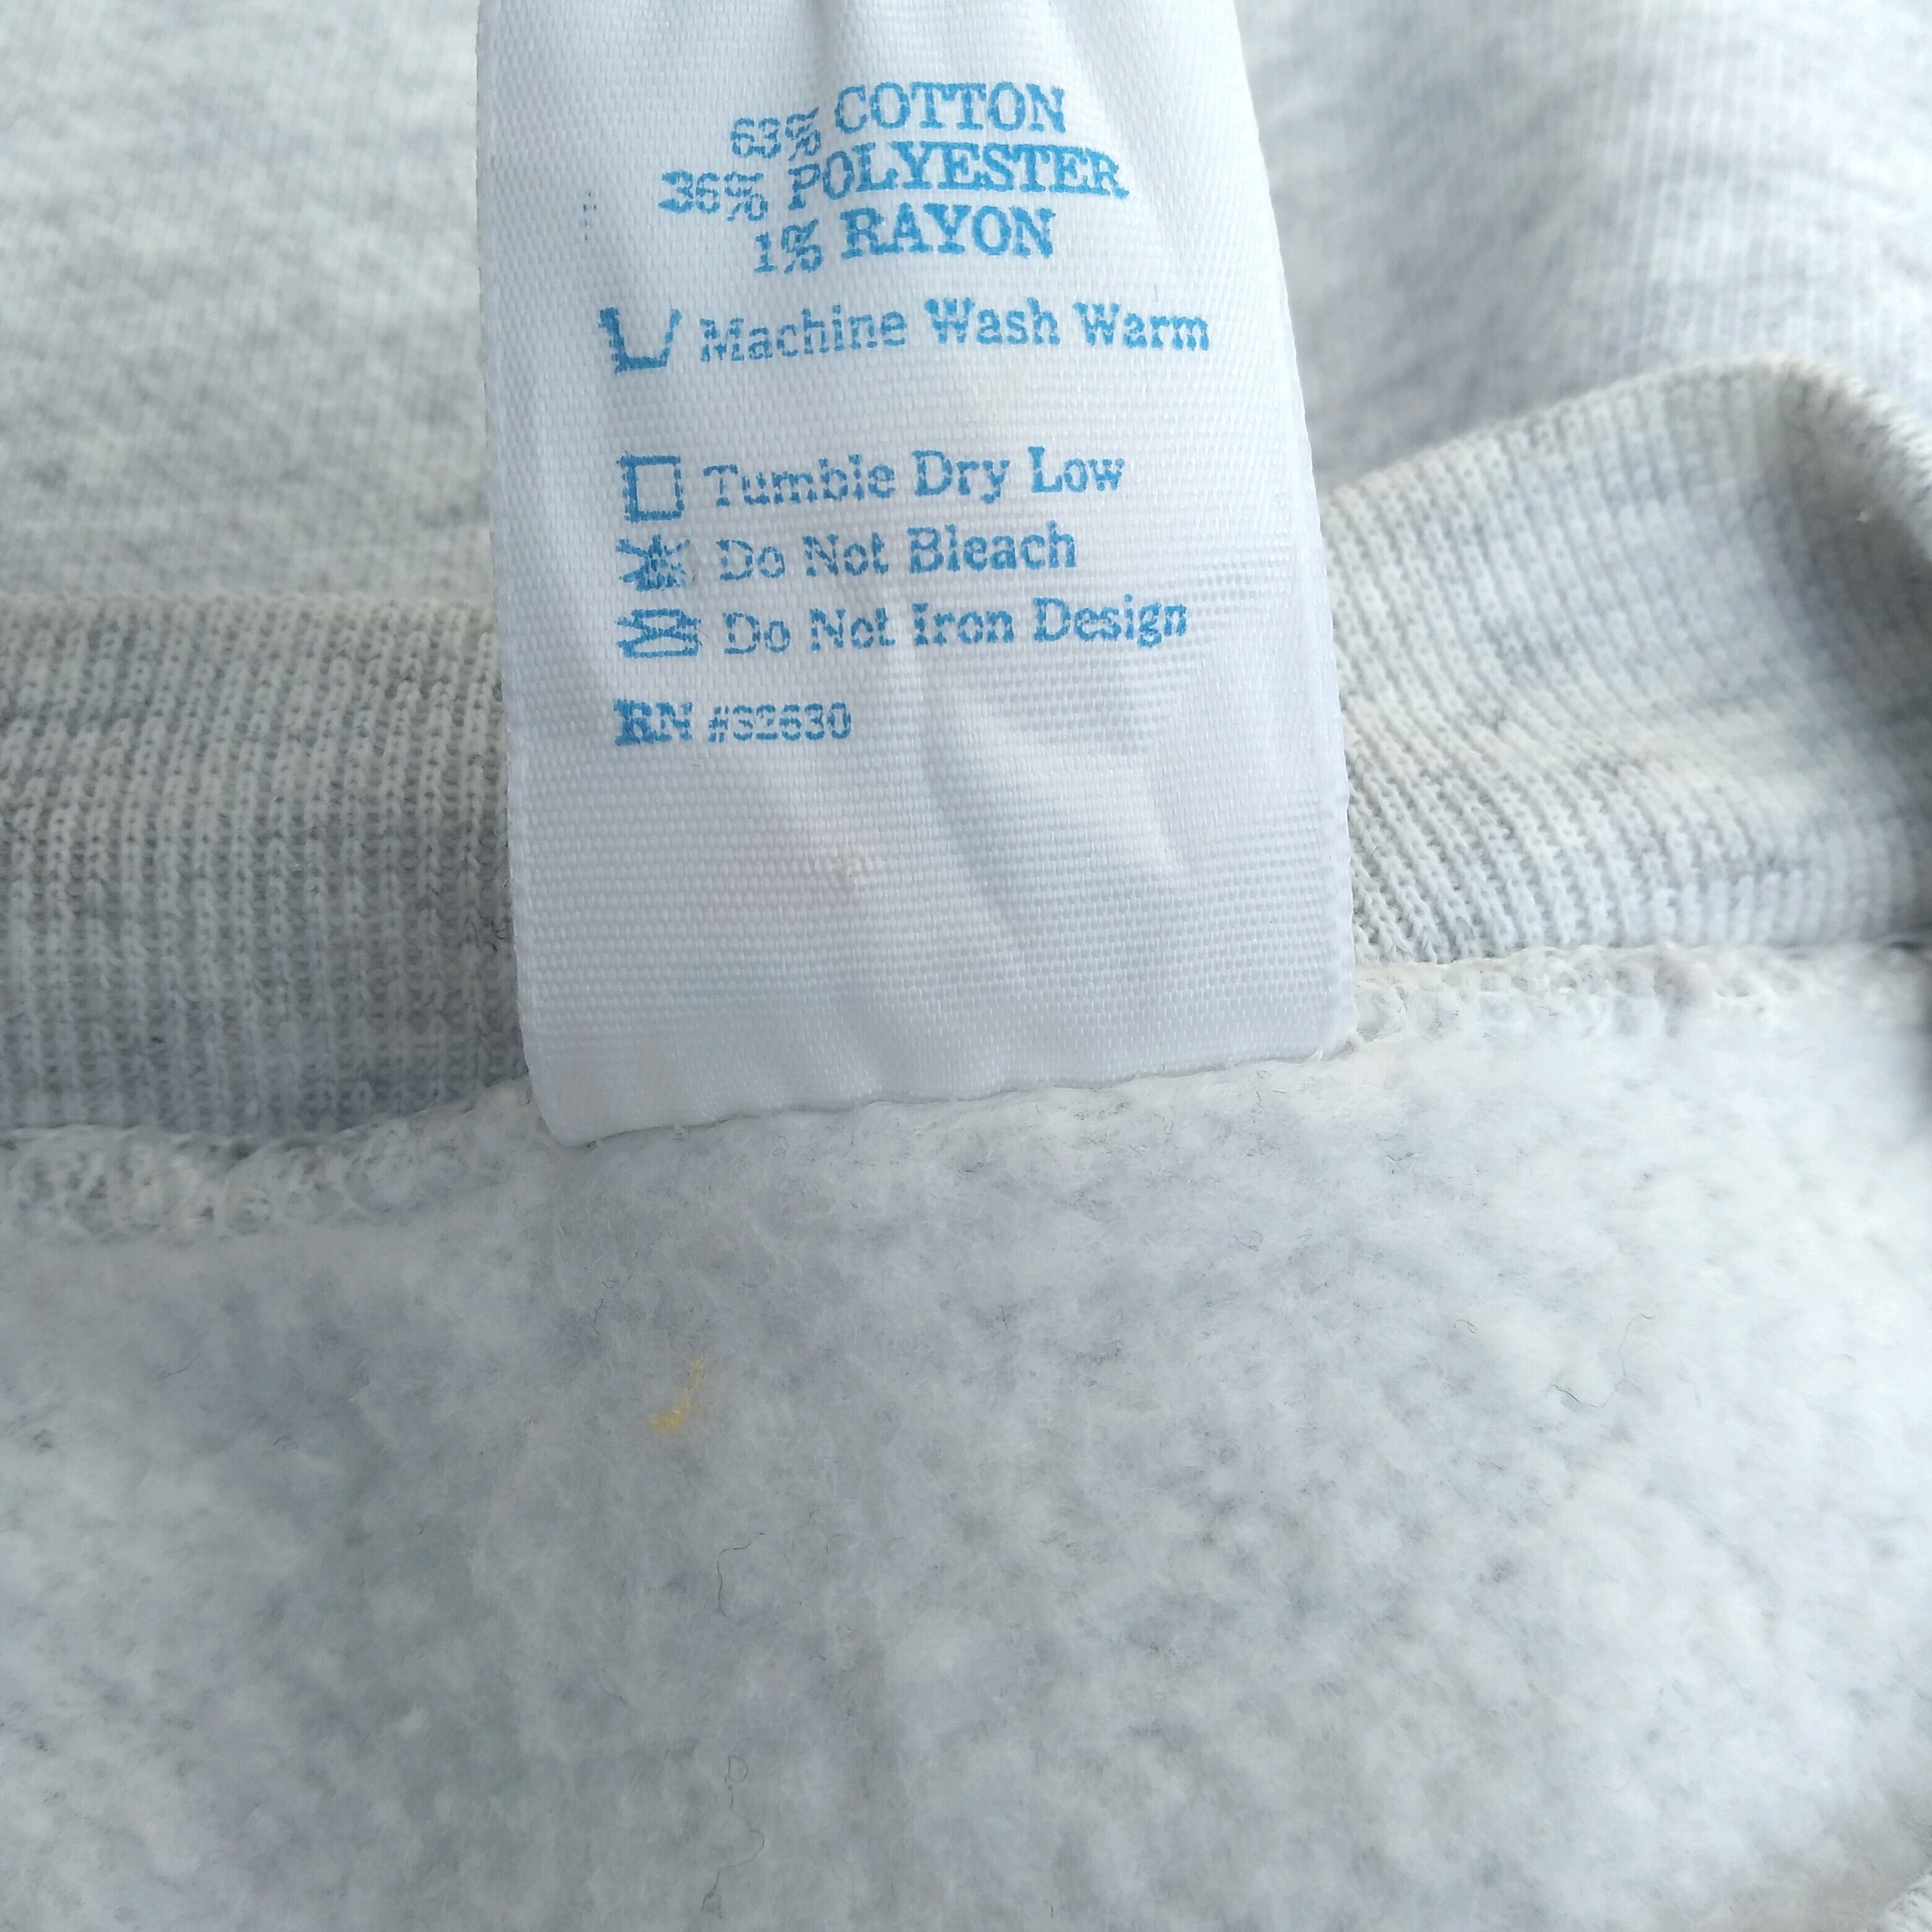 63% COTTON
36% POLYESTER
1% RAYON
Machine Wash Warm
Tumble Dry Low
Do Not Bleach
Do Not Iron Design
RN #32630